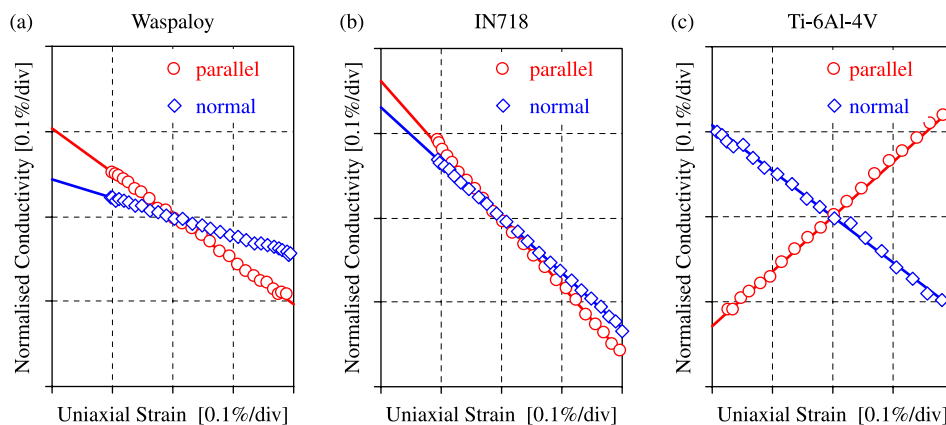 (a) Waspaloy
parallel
normal
Normalised Conductivity [0.1%/div]
Uniaxial Strain [0.1%/div]
(b) IN718
parallel
normal
Normalised Conductivity [0.1%/div]
Uniaxial Strain [0.1%/div]
(c) Ti-6Al-4V
parallel
normal
Normalised Conductivity [0.1%/div]
Uniaxial Strain [0.1%/div]